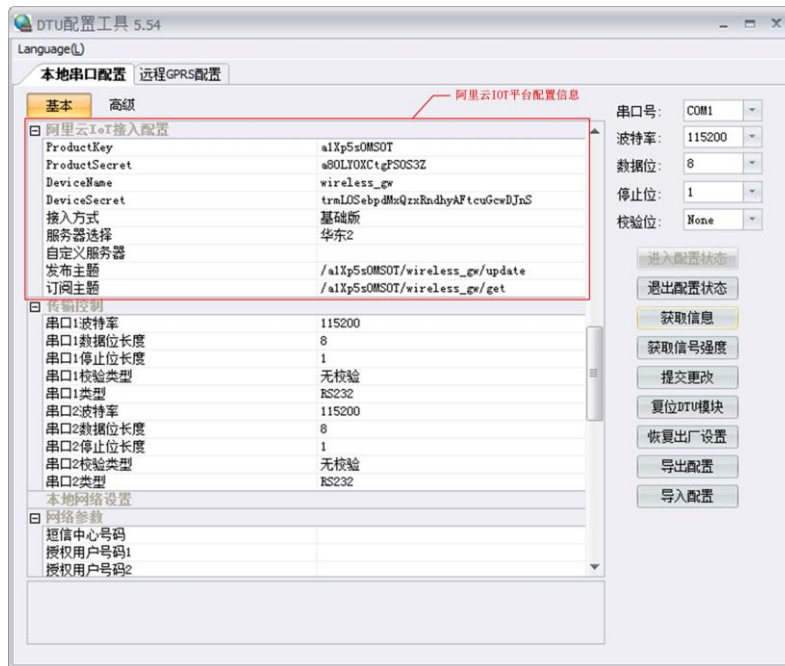 DTU配置工具 5.54
Language(L)
本地串口配置 远程GPRS配置
基本 高级
阿里云IOT平台配置信息
阿里云IoT接入配置
ProductKey a1Xp5sOMSOT
ProductSecret a80LY0XCtgPS0S3Z
DeviceName wireless_gw
DeviceSecret trmLOSebpdMxQzxRndhyAFtcuGcwDJnS
接入方式 基础版
服务器选择 华东2
自定义服务器
发布主题 /a1Xp5sOMSOT/wireless_gw/update
订阅主题 /a1Xp5sOMSOT/wireless_gw/get
传输控制
串口1波特率 115200
串口1数据位长度 8
串口1停止位长度 1
串口1校验类型 无校验
串口1类型 RS232
串口2波特率 115200
串口2数据位长度 8
串口2停止位长度 1
串口2校验类型 无校验
串口2类型 RS232
本地网络设置
网络参数
短信中心号码
授权用户号码1
授权用户号码2
串口号: COM1
波特率: 115200
数据位: 8
停止位: 1
校验位: None
进入配置状态
退出配置状态
获取信息
获取信号强度
提交更改
复位DTU模块
恢复出厂设置
导出配置
导入配置